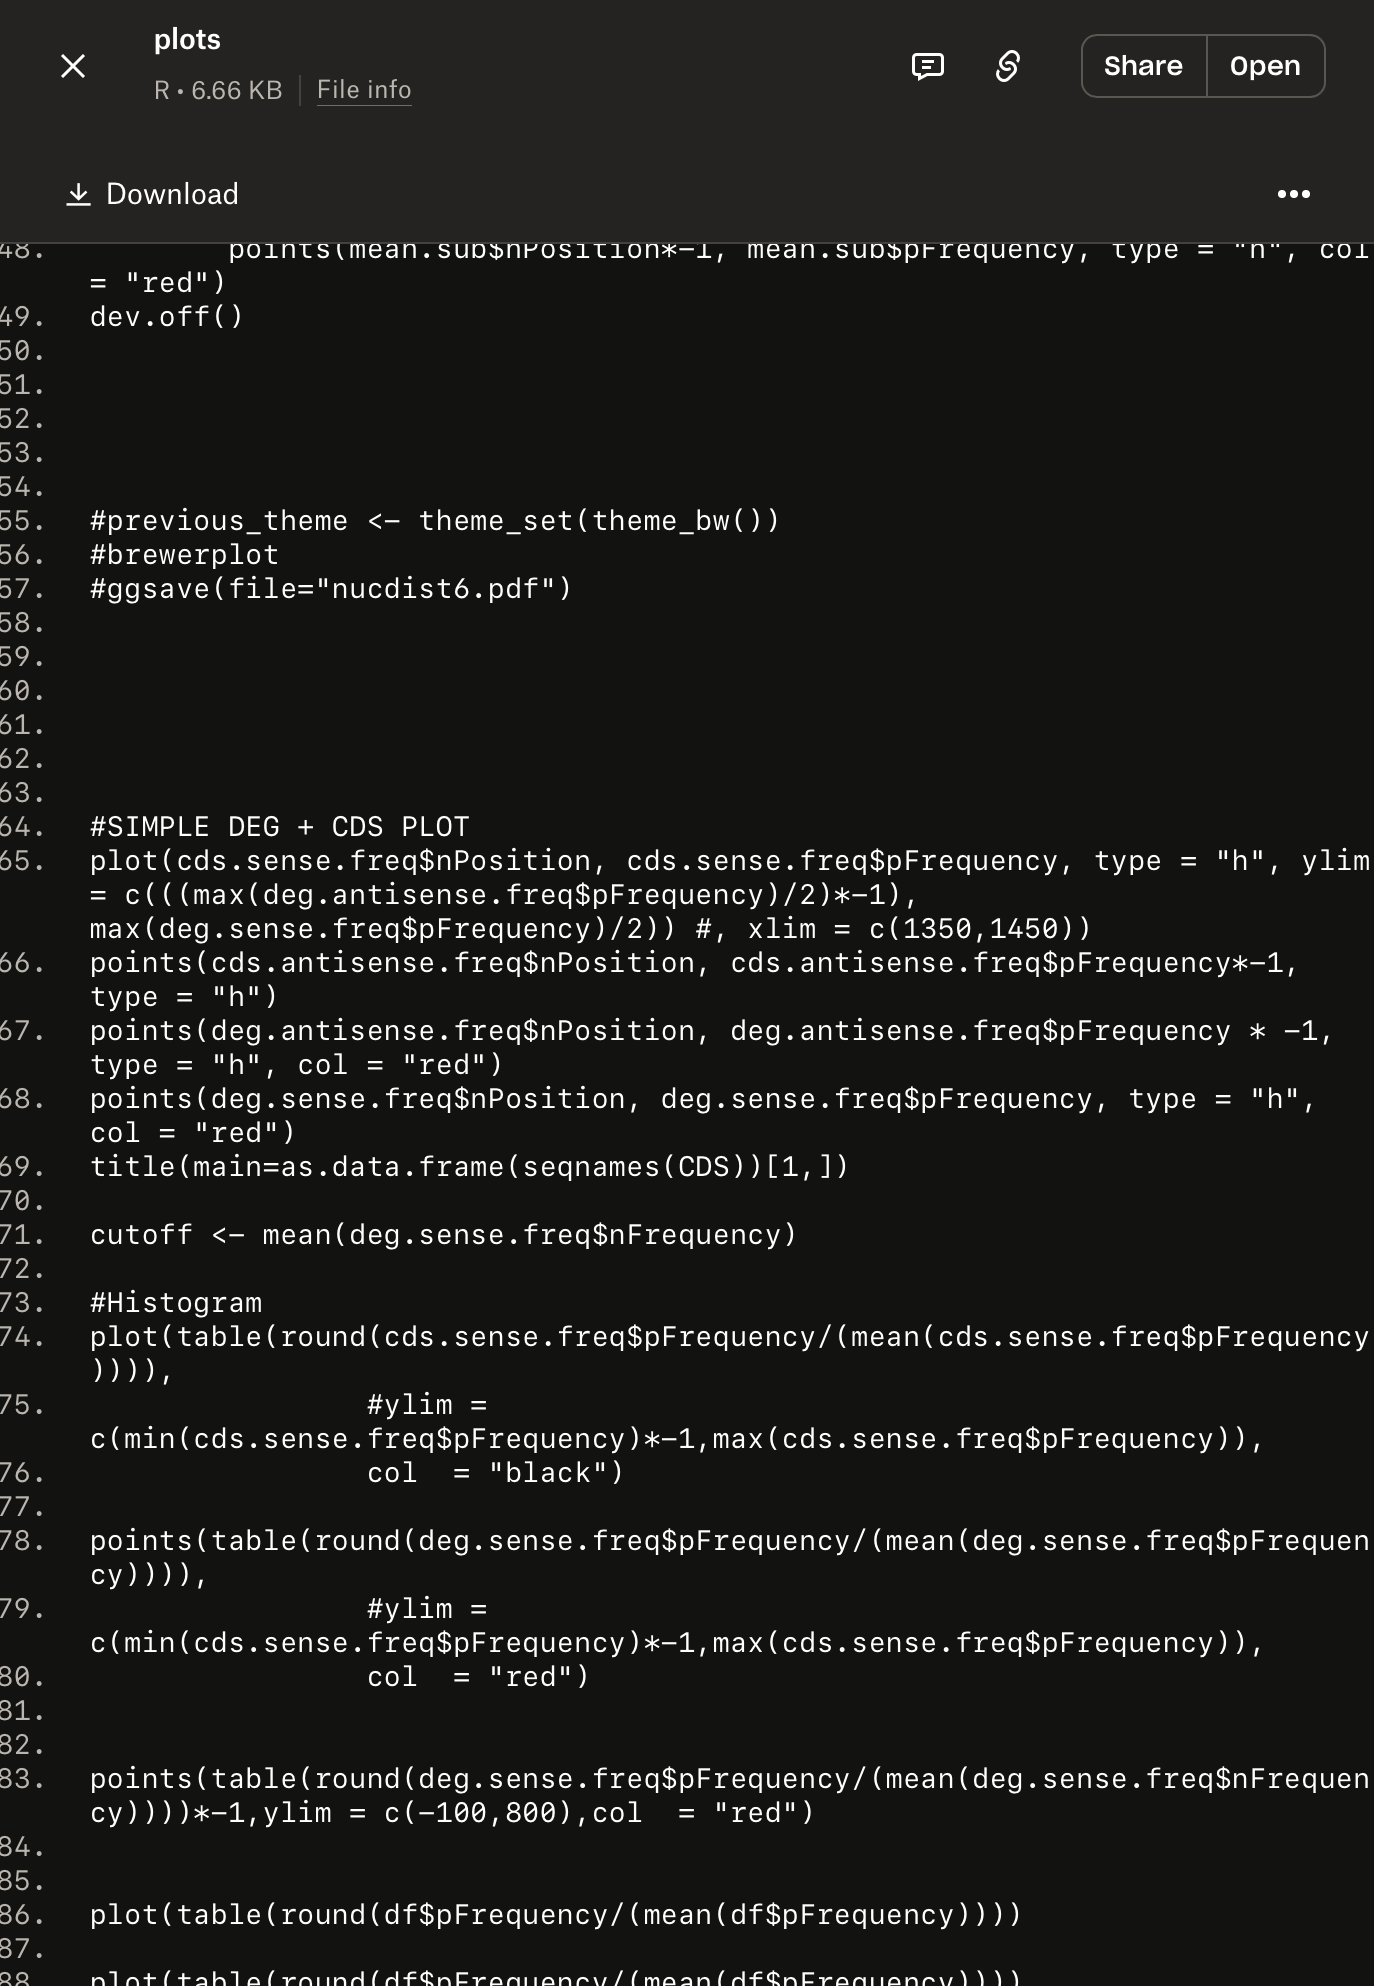 plots
R • 6.66 KB File info
Share Open
Download
48. points(mean.sub$nPosition*-1, mean.sub$pFrequency, type = "h", col
= "red")
49. dev.off()
50.
51.
52.
53.
54.
55. #previous_theme <- theme_set(theme_bw())
56. #brewerplot
57. #ggsave(file="nucdist6.pdf")
58.
59.
60.
61.
62.
63.
64. #SIMPLE DEG + CDS PLOT
65. plot(cds.sense.freq$nPosition, cds.sense.freq$pFrequency, type = "h", ylim
= c(((max(deg.antisense.freq$pFrequency)/2)*-1),
max(deg.sense.freq$pFrequency)/2)) #, xlim = c(1350,1450))
66. points(cds.antisense.freq$nPosition, cds.antisense.freq$pFrequency*-1,
type = "h")
67. points(deg.antisense.freq$nPosition, deg.antisense.freq$pFrequency * -1,
type = "h", col = "red")
68. points(deg.sense.freq$nPosition, deg.sense.freq$pFrequency, type = "h",
col = "red")
69. title(main=as.data.frame(seqnames(CDS))[1,])
70.
71. cutoff <- mean(deg.sense.freq$nFrequency)
72.
73. #Histogram
74. plot(table(round(cds.sense.freq$pFrequency/(mean(cds.sense.freq$pFrequency
)))),
75. #ylim =
c(min(cds.sense.freq$pFrequency)*-1,max(cds.sense.freq$pFrequency)),
76. col  = "black")
77.
78. points(table(round(deg.sense.freq$pFrequency/(mean(deg.sense.freq$pFrequen
cy)))),
79. #ylim =
c(min(cds.sense.freq$pFrequency)*-1,max(cds.sense.freq$pFrequency)),
80. col  = "red")
81.
82.
83. points(table(round(deg.sense.freq$pFrequency/(mean(deg.sense.freq$nFrequen
cy))))*-1,ylim = c(-100,800),col  = "red")
84.
85.
86. plot(table(round(df$pFrequency/(mean(df$pFrequency))))
87.
88. plot(table(round(df$pFrequency/(mean(df$pFrequency))))